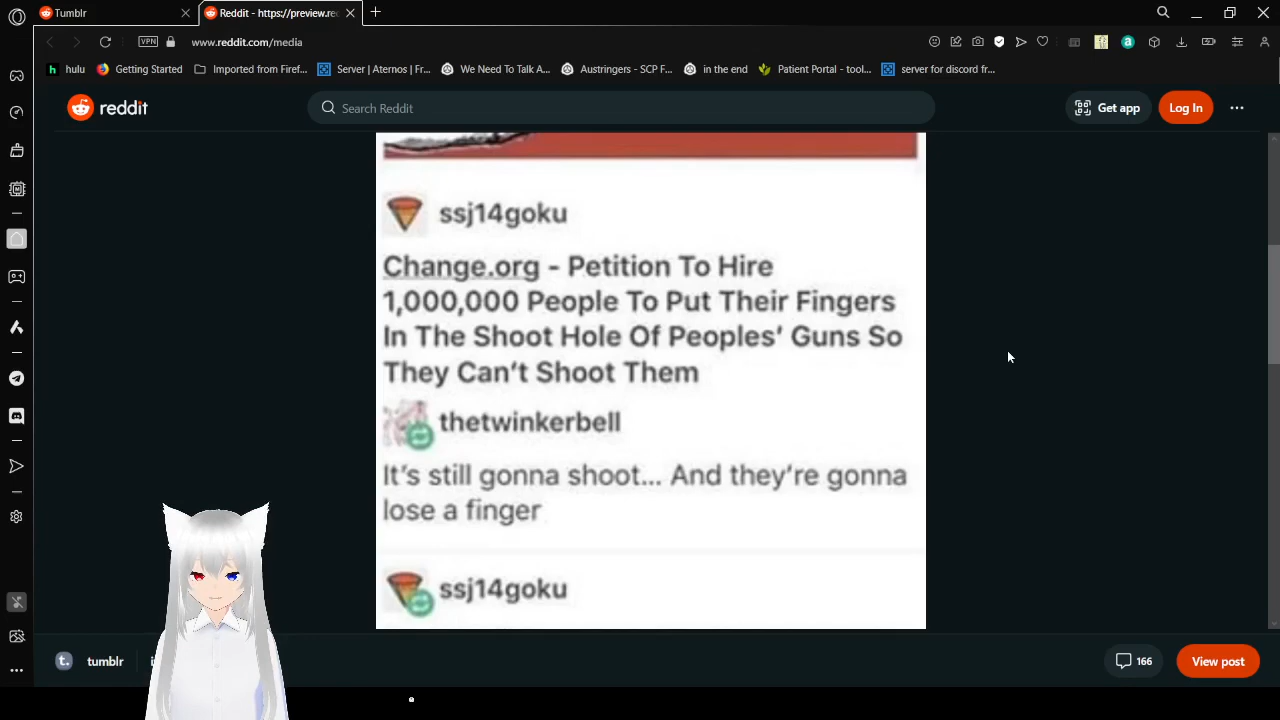 Tumblr
Reddit - https://preview.re
VPN
www.reddit.com/media
hulu
Getting Started
Imported from Firef...
Server | Aternos | Fr...
We Need To Talk A...
Austringers - SCP F...
in the end
Patient Portal - tool...
server for discord fr...
reddit
Search Reddit
Get app
Log In
ssj14goku
Change.org - Petition To Hire
1,000,000 People To Put Their Fingers
In The Shoot Hole Of Peoples’ Guns So
They Can’t Shoot Them
thetwinkerbell
It’s still gonna shoot... And they’re gonna
lose a finger
ssj14goku
tumblr
166
View post